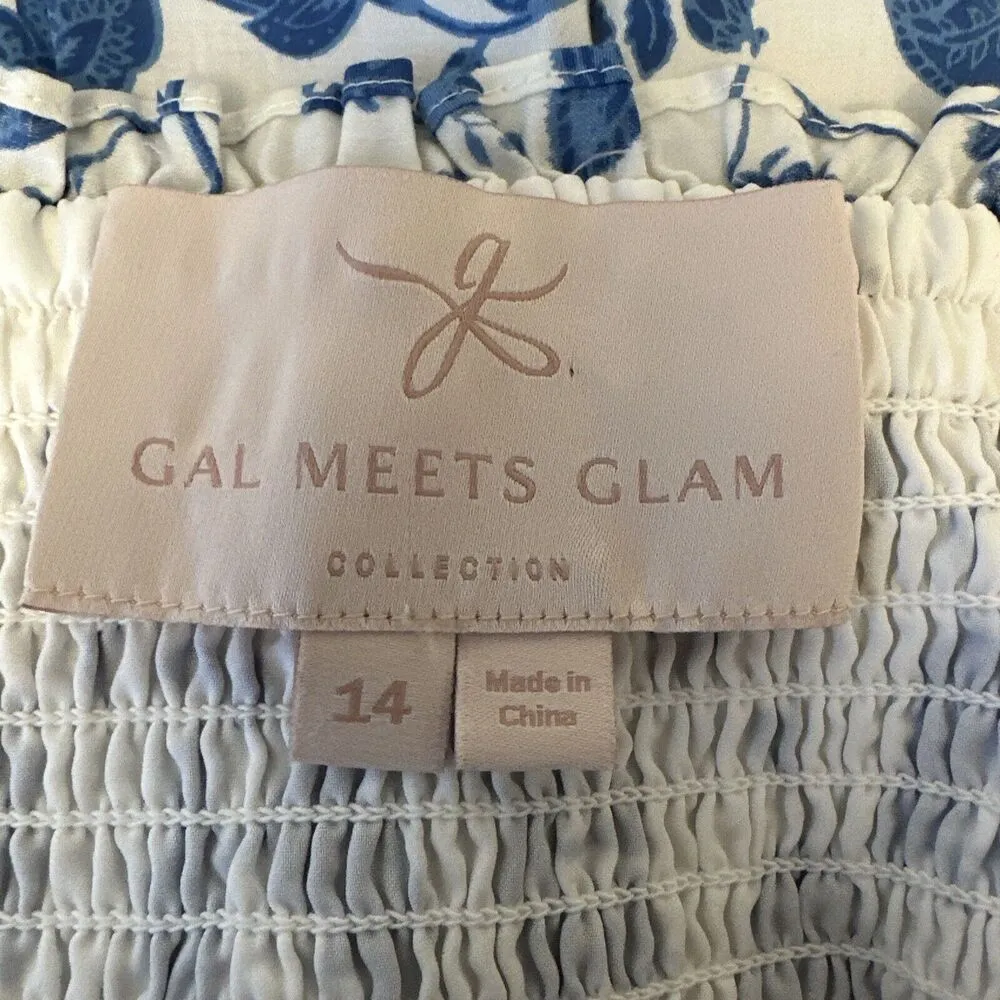 GAL MEETS GLAM
COLLECTION
14
Made in
China